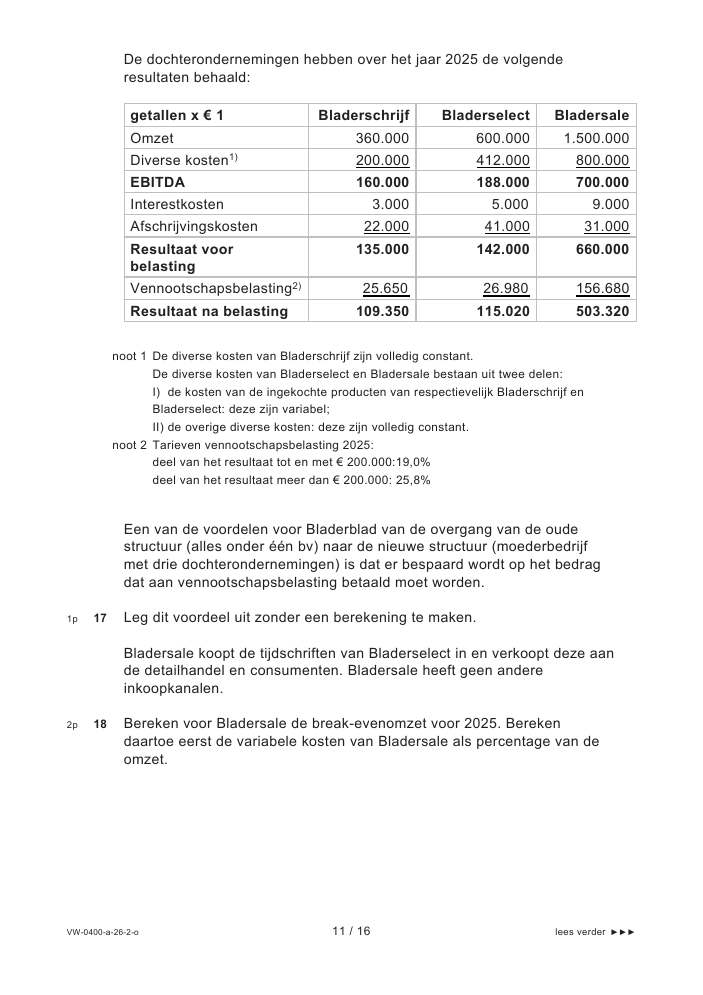 De dochterondernemingen hebben over het jaar 2025 de volgende
resultaten behaald:
getallen x € 1 Bladerschrijf Bladerselect Bladersale
Omzet 360.000 600.000 1.500.000
Diverse kosten1) 200.000 412.000 800.000
EBITDA 160.000 188.000 700.000
Interestkosten 3.000 5.000 9.000
Afschrijvingskosten 22.000 41.000 31.000
Resultaat voor 135.000 142.000 660.000
belasting
Vennootschapsbelasting2) 25.650 26.980 156.680
Resultaat na belasting 109.350 115.020 503.320
noot 1 De diverse kosten van Bladerschrijf zijn volledig constant.
De diverse kosten van Bladerselect en Bladersale bestaan uit twee delen:
I) de kosten van de ingekochte producten van respectievelijk Bladerschrijf en
Bladerselect: deze zijn variabel;
II) de overige diverse kosten: deze zijn volledig constant.
noot 2 Tarieven vennootschapsbelasting 2025:
deel van het resultaat tot en met € 200.000:19,0%
deel van het resultaat meer dan € 200.000: 25,8%
Een van de voordelen voor Bladerblad van de overgang van de oude
structuur (alles onder één bv) naar de nieuwe structuur (moederbedrijf
met drie dochterondernemingen) is dat er bespaard wordt op het bedrag
dat aan vennootschapsbelasting betaald moet worden.
1p 17 Leg dit voordeel uit zonder een berekening te maken.
Bladersale koopt de tijdschriften van Bladerselect in en verkoopt deze aan
de detailhandel en consumenten. Bladersale heeft geen andere
inkoopkanalen.
2p 18 Bereken voor Bladersale de break-evenomzet voor 2025. Bereken
daartoe eerst de variabele kosten van Bladersale als percentage van de
omzet.
VW-0400-a-26-2-o 11 / 16 lees verder ►►►